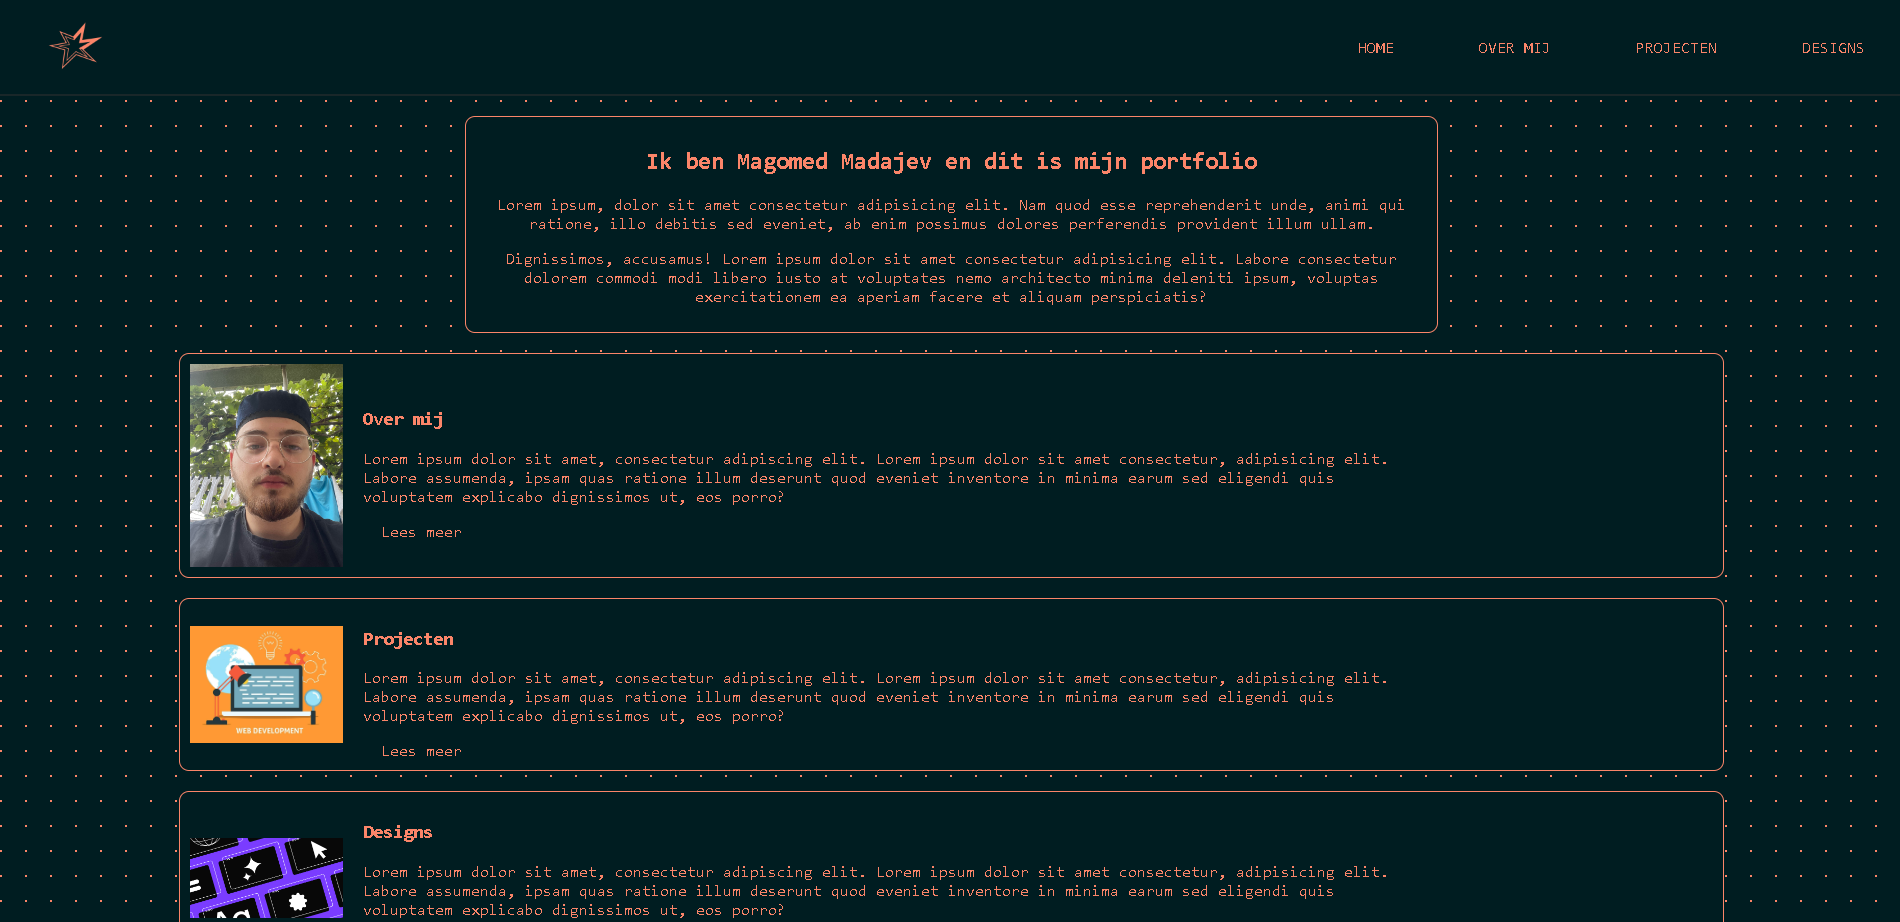 HOME OVER MIJ PROJECTEN DESIGNS
Ik ben Magomed Madajev en dit is mijn portfolio
Lorem ipsum, dolor sit amet consectetur adipisicing elit. Nam quod esse reprehenderit unde, animi qui
ratione, illo debitis sed eveniet, ab enim possimus dolores perferendis provident illum ullam.
Dignissimos, accusamus! Lorem ipsum dolor sit amet consectetur adipisicing elit. Labore consectetur
dolorem commodi modi libero iusto at voluptates nemo architecto minima deleniti ipsum, voluptas
exercitationem ea aperiam facere et aliquam perspiciatis?
Over mij
Lorem ipsum dolor sit amet, consectetur adipiscing elit. Lorem ipsum dolor sit amet consectetur, adipisicing elit.
Labore assumenda, ipsam quas ratione illum deserunt quod eveniet inventore in minima earum sed eligendi quis
voluptatem explicabo dignissimos ut, eos porro?
Lees meer
WEB DEVELOPMENT
Projecten
Lorem ipsum dolor sit amet, consectetur adipiscing elit. Lorem ipsum dolor sit amet consectetur, adipisicing elit.
Labore assumenda, ipsam quas ratione illum deserunt quod eveniet inventore in minima earum sed eligendi quis
voluptatem explicabo dignissimos ut, eos porro?
Lees meer
Ag
Designs
Lorem ipsum dolor sit amet, consectetur adipiscing elit. Lorem ipsum dolor sit amet consectetur, adipisicing elit.
Labore assumenda, ipsam quas ratione illum deserunt quod eveniet inventore in minima earum sed eligendi quis
voluptatem explicabo dignissimos ut, eos porro?